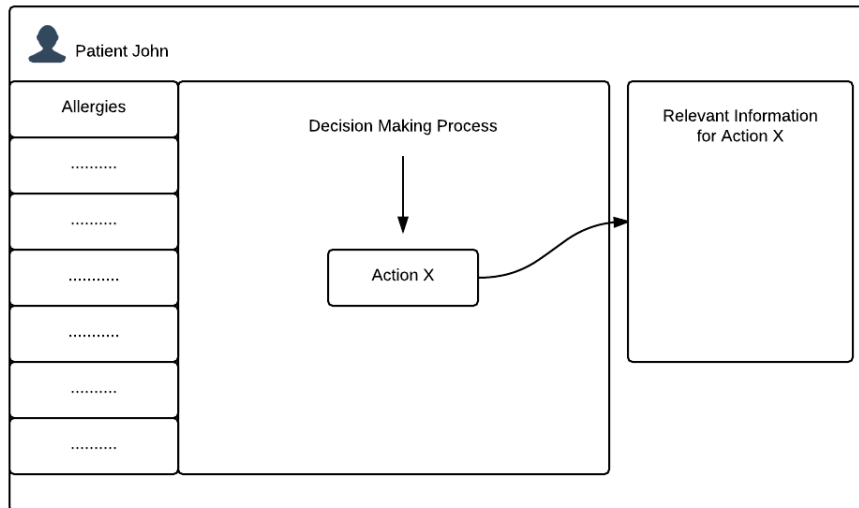 Patient John
Allergies
..........
..........
...........
...........
..........
..........
Decision Making Process
Action X
Relevant Information
for Action X